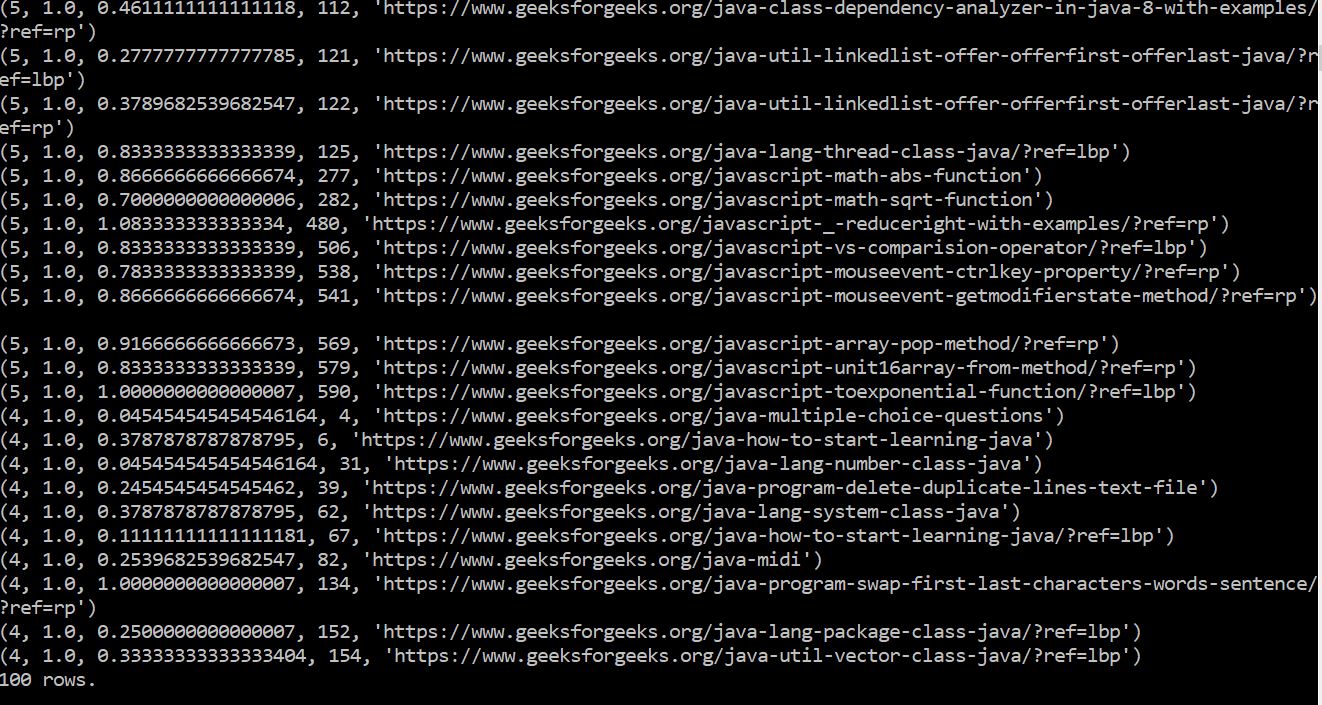 (5, 1.0, 0.4611111111111118, 112, 'https://www.geeksforgeeks.org/java-class-dependency-analyzer-in-java-8-with-examples/
?ref=rp')
(5, 1.0, 0.2777777777777785, 121, 'https://www.geeksforgeeks.org/java-util-linkedlist-offer-offerfirst-offerlast-java/?r
ef=lbp')
(5, 1.0, 0.3789682539682547, 122, 'https://www.geeksforgeeks.org/java-util-linkedlist-offer-offerfirst-offerlast-java/?r
ef=rp')
(5, 1.0, 0.8333333333333339, 125, 'https://www.geeksforgeeks.org/java-lang-thread-class-java/?ref=lbp')
(5, 1.0, 0.8666666666666674, 277, 'https://www.geeksforgeeks.org/javascript-math-abs-function')
(5, 1.0, 0.7000000000000006, 282, 'https://www.geeksforgeeks.org/javascript-math-sqrt-function')
(5, 1.0, 1.083333333333334, 480, 'https://www.geeksforgeeks.org/javascript-_-reduceright-with-examples/?ref=rp')
(5, 1.0, 0.8333333333333339, 506, 'https://www.geeksforgeeks.org/javascript-vs-comparision-operator/?ref=lbp')
(5, 1.0, 0.7833333333333339, 538, 'https://www.geeksforgeeks.org/javascript-mouseevent-ctrlkey-property/?ref=rp')
(5, 1.0, 0.8666666666666674, 541, 'https://www.geeksforgeeks.org/javascript-mouseevent-getmodifierstate-method/?ref=rp')
(5, 1.0, 0.9166666666666673, 569, 'https://www.geeksforgeeks.org/javascript-array-pop-method/?ref=rp')
(5, 1.0, 0.8333333333333339, 579, 'https://www.geeksforgeeks.org/javascript-unit16array-from-method/?ref=rp')
(5, 1.0, 1.0000000000000007, 590, 'https://www.geeksforgeeks.org/javascript-toexponential-function/?ref=lbp')
(4, 1.0, 0.045454545454546164, 4, 'https://www.geeksforgeeks.org/java-multiple-choice-questions')
(4, 1.0, 0.3787878787878795, 6, 'https://www.geeksforgeeks.org/java-how-to-start-learning-java')
(4, 1.0, 0.045454545454546164, 31, 'https://www.geeksforgeeks.org/java-lang-number-class-java')
(4, 1.0, 0.2454545454545462, 39, 'https://www.geeksforgeeks.org/java-program-delete-duplicate-lines-text-file')
(4, 1.0, 0.3787878787878795, 62, 'https://www.geeksforgeeks.org/java-lang-system-class-java')
(4, 1.0, 0.11111111111111181, 67, 'https://www.geeksforgeeks.org/java-how-to-start-learning-java/?ref=lbp')
(4, 1.0, 0.2539682539682547, 82, 'https://www.geeksforgeeks.org/java-midi')
(4, 1.0, 1.0000000000000007, 134, 'https://www.geeksforgeeks.org/java-program-swap-first-last-characters-words-sentence/
?ref=rp')
(4, 1.0, 0.2500000000000007, 152, 'https://www.geeksforgeeks.org/java-lang-package-class-java/?ref=lbp')
(4, 1.0, 0.33333333333333404, 154, 'https://www.geeksforgeeks.org/java-util-vector-class-java/?ref=lbp')
100 rows.